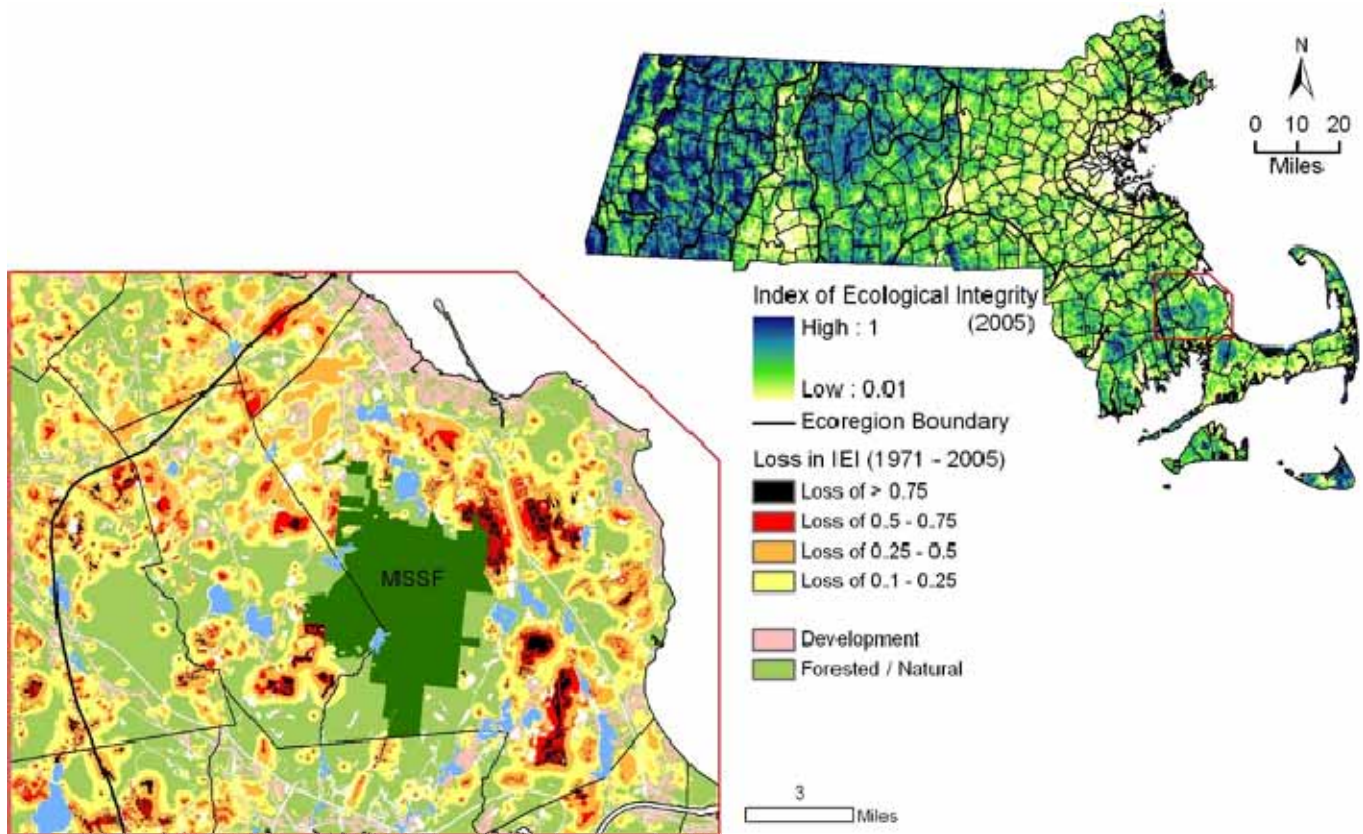 N
0 10 20
Miles
Index of Ecological Integrity
(2005)
High : 1
Low : 0.01
Ecoregion Boundary
Loss in IEI (1971 - 2005)
Loss of > 0.75
Loss of 0.5 - 0.75
Loss of 0.25 - 0.5
Loss of 0.1 - 0.25
Development
Forested / Natural
MSSF
3
Miles